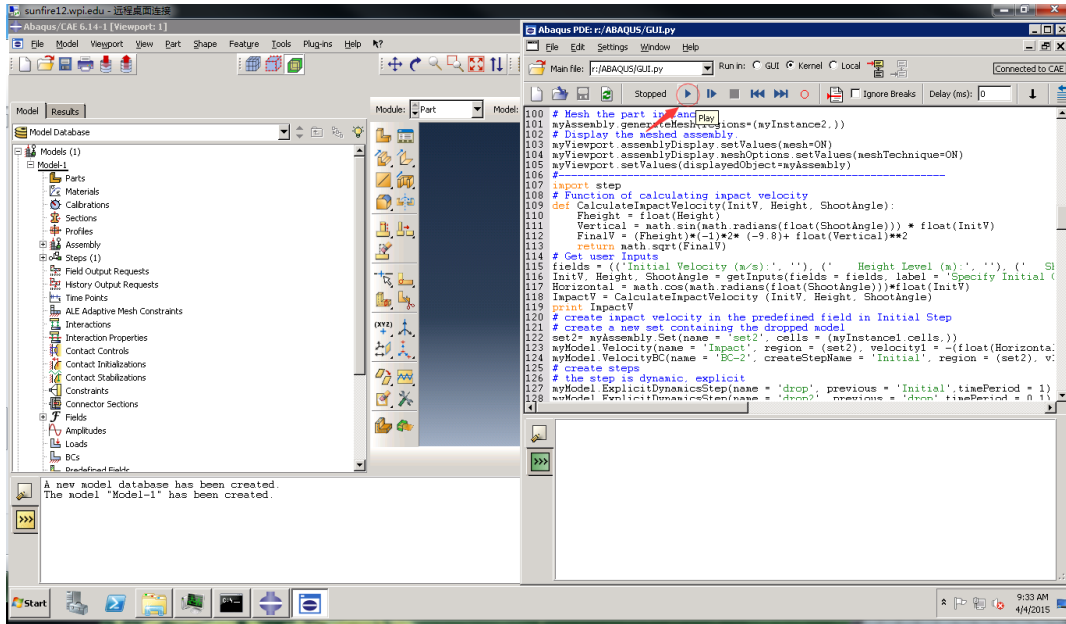 sunfire12.wpi.edu - 远程桌面连接
Abaqus/CAE 6.14-1 [Viewport: 1]
File Model Viewport View Part Shape Feature Tools Plug-ins Help
Model Results
Module: Part Model:
Model Database
Models (1)
Model-1
Parts
Materials
Calibrations
Sections
Profiles
Assembly
Steps (1)
Field Output Requests
History Output Requests
Time Points
ALE Adaptive Mesh Constraints
Interactions
Interaction Properties
Contact Controls
Contact Initializations
Contact Stabilizations
Constraints
Connector Sections
Fields
Amplitudes
Loads
BCs
Predefined Fields
(XYZ)
A new model database has been created.
The model "Model-1" has been created.
>>>
Abaqus PDE: r:/ABAQUS/GUI.py
File Edit Settings Window Help
Main file: r:/ABAQUS/GUI.py Run in: GUI Kernel Local Connected to CAE
Stopped Ignore Breaks Delay (ms): 0
Play
100 # Mesh the part
101 myAssembly.generateMesh(regions=(myInstance2,))
102 # Display the meshed assembly.
103 myViewport.assemblyDisplay.setValues(mesh=ON)
104 myViewport.assemblyDisplay.meshOptions.setValues(meshTechnique=ON)
105 myViewport.setValues(displayedObject=myAssembly)
106 #------------------------------------------------------------
107 import step
108 # Function of calculating impact velocity
109 def CalculateImpactVelocity(InitV, Height, ShootAngle):
110 Fheight = float(Height)
111 Vertical = math.sin(math.radians(float(ShootAngle))) * float(InitV)
112 FinalV = (Fheight)*(-1)*2* (-9.8)+ float(Vertical)**2
113 return math.sqrt(FinalV)
114 # Get user Inputs
115 fields = (('Initial Velocity (m/s):', ''), (' Height Level (m):', ''), ('
116 InitV, Height, ShootAngle = getInputs(fields = fields, label = 'Specify Initial
117 Horizontal = math.cos(math.radians(float(ShootAngle)))*float(InitV)
118 ImpactV = CalculateImpactVelocity (InitV, Height, ShootAngle)
119 print ImpactV
120 # create impact velocity in the predefined field in Initial Step
121 # create a new set containing the dropped model
122 set2= myAssembly.Set(name = 'set2', cells = (myInstance1.cells,))
123 myModel.Velocity(name = 'Impact', region = (set2), velocity1 = -(float(Horizontal
124 myModel.VelocityBC(name = 'BC-2', createStepName = 'Initial', region = (set2),
125 # create steps
126 # the step is dynamic, explicit
127 myModel.ExplicitDynamicsStep(name = 'drop', previous = 'Initial',timePeriod = 1)
128 myModel.ExplicitDynamicsStep(name = 'drop2', previous = 'drop',timePeriod = 0.1)
>>>
Start
9:33 AM
4/4/2015